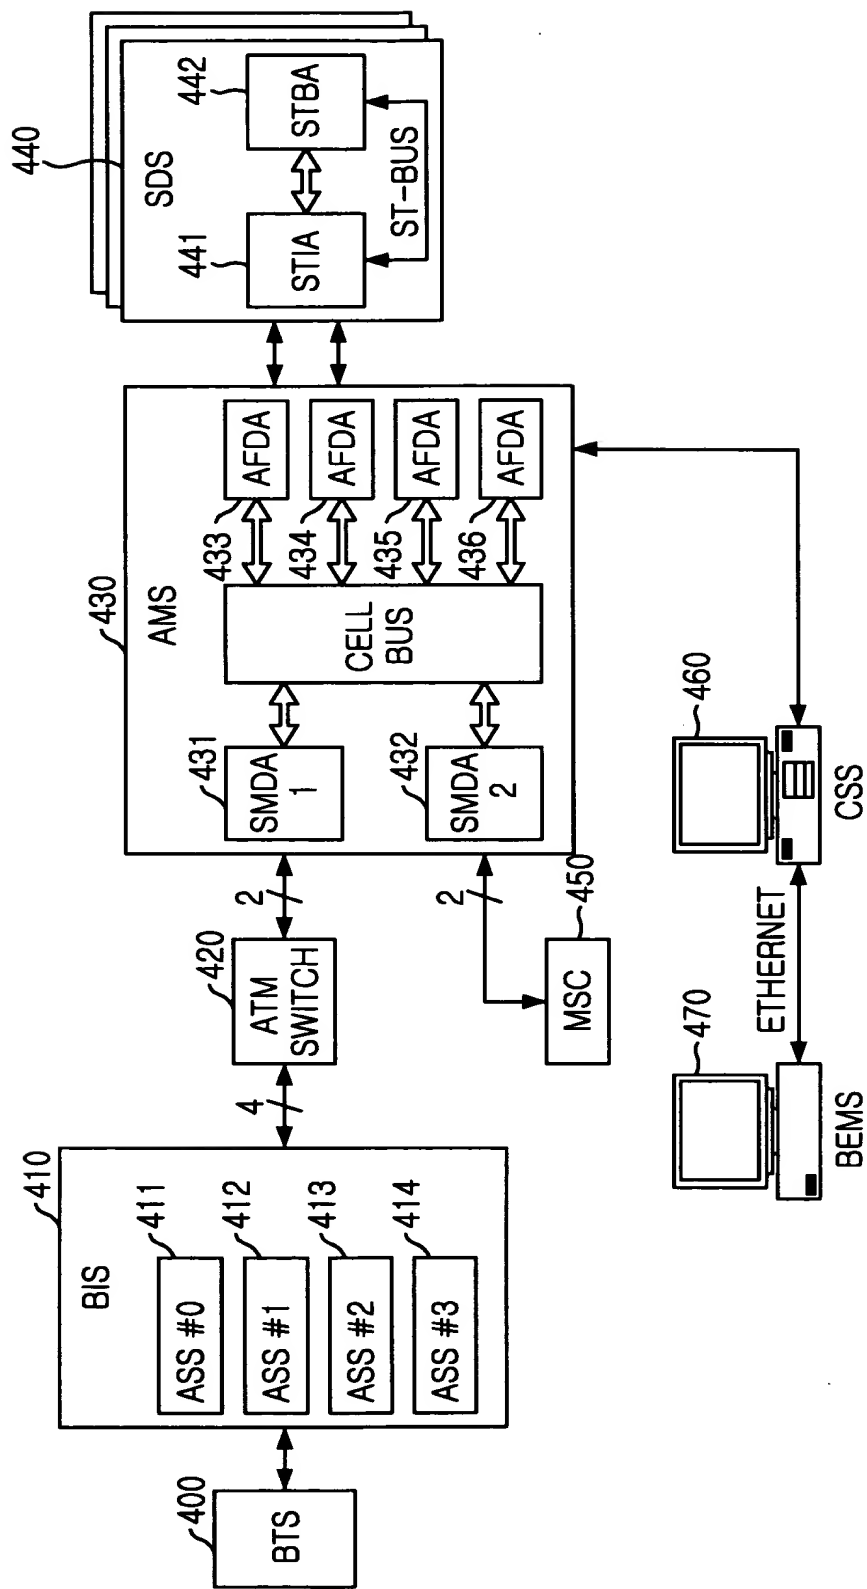 400
BTS
410
BIS
411
ASS #0
412
ASS #1
413
ASS #2
414
ASS #3
4
420
ATM
SWITCH
2
2
MSC
450
430
AMS
431
SMDA
1
432
SMDA
2
CELL
BUS
433
AFDA
434
AFDA
435
AFDA
436
AFDA
440
SDS
441
STIA
442
STBA
ST-BUS
470
BEMS
ETHERNET
460
CSS